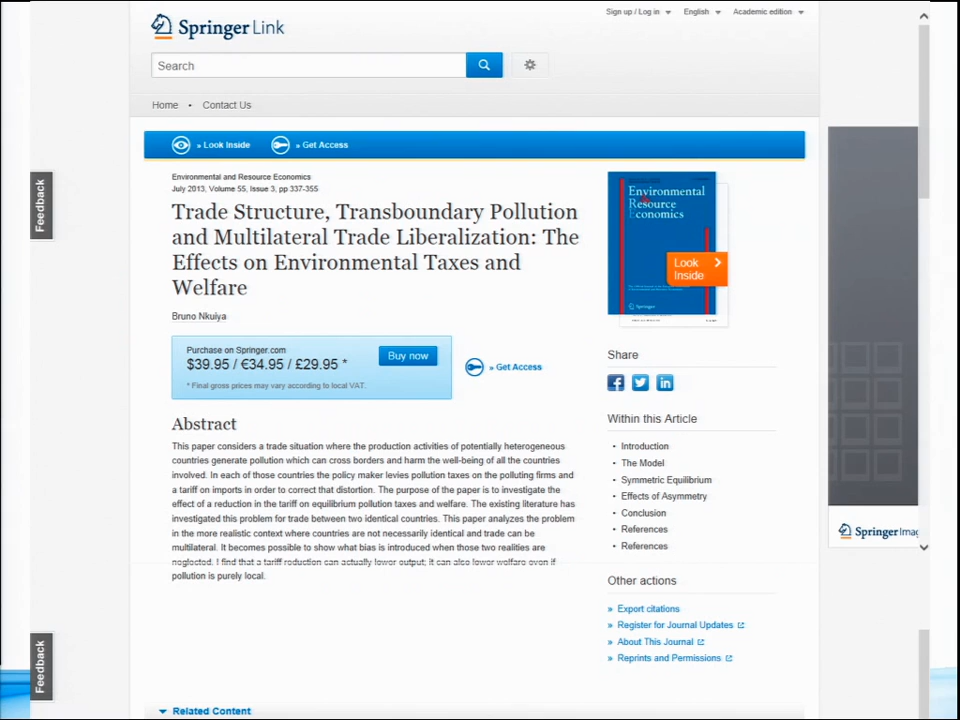 Sign up / Log in
English
Academic edition
Springer Link
Search
Home • Contact Us
» Look Inside
» Get Access
Feedback
Environmental and Resource Economics
July 2013, Volume 55, Issue 3, pp 337-355
Trade Structure, Transboundary Pollution
and Multilateral Trade Liberalization: The
Effects on Environmental Taxes and
Welfare
Bruno Nkuiya
Purchase on Springer.com
$39.95 / €34.95 / £29.95 *
* Final gross prices may vary according to local VAT.
Buy now
» Get Access
Abstract
This paper considers a trade situation where the production activities of potentially heterogeneous
countries generate pollution which can cross borders and harm the well-being of all the countries
involved. In each of those countries the policy maker levies pollution taxes on the polluting firms and
a tariff on imports in order to correct that distortion. The purpose of the paper is to investigate the
effect of a reduction in the tariff on equilibrium pollution taxes and welfare. The existing literature has
investigated this problem for trade between two identical countries. This paper analyzes the problem
in the more realistic context where countries are not necessarily identical and trade can be
multilateral. It becomes possible to show what bias is introduced when those two realities are
neglected. I find that a tariff reduction can actually lower output; it can also lower welfare even if
pollution is purely local.
Environmental
Resource
Economics
Look
Inside
Springer
Share
Within this Article
• Introduction
• The Model
• Symmetric Equilibrium
• Effects of Asymmetry
• Conclusion
• References
• References
Other actions
» Export citations
» Register for Journal Updates
» About This Journal
» Reprints and Permissions
Springer Imag
Feedback
Related Content